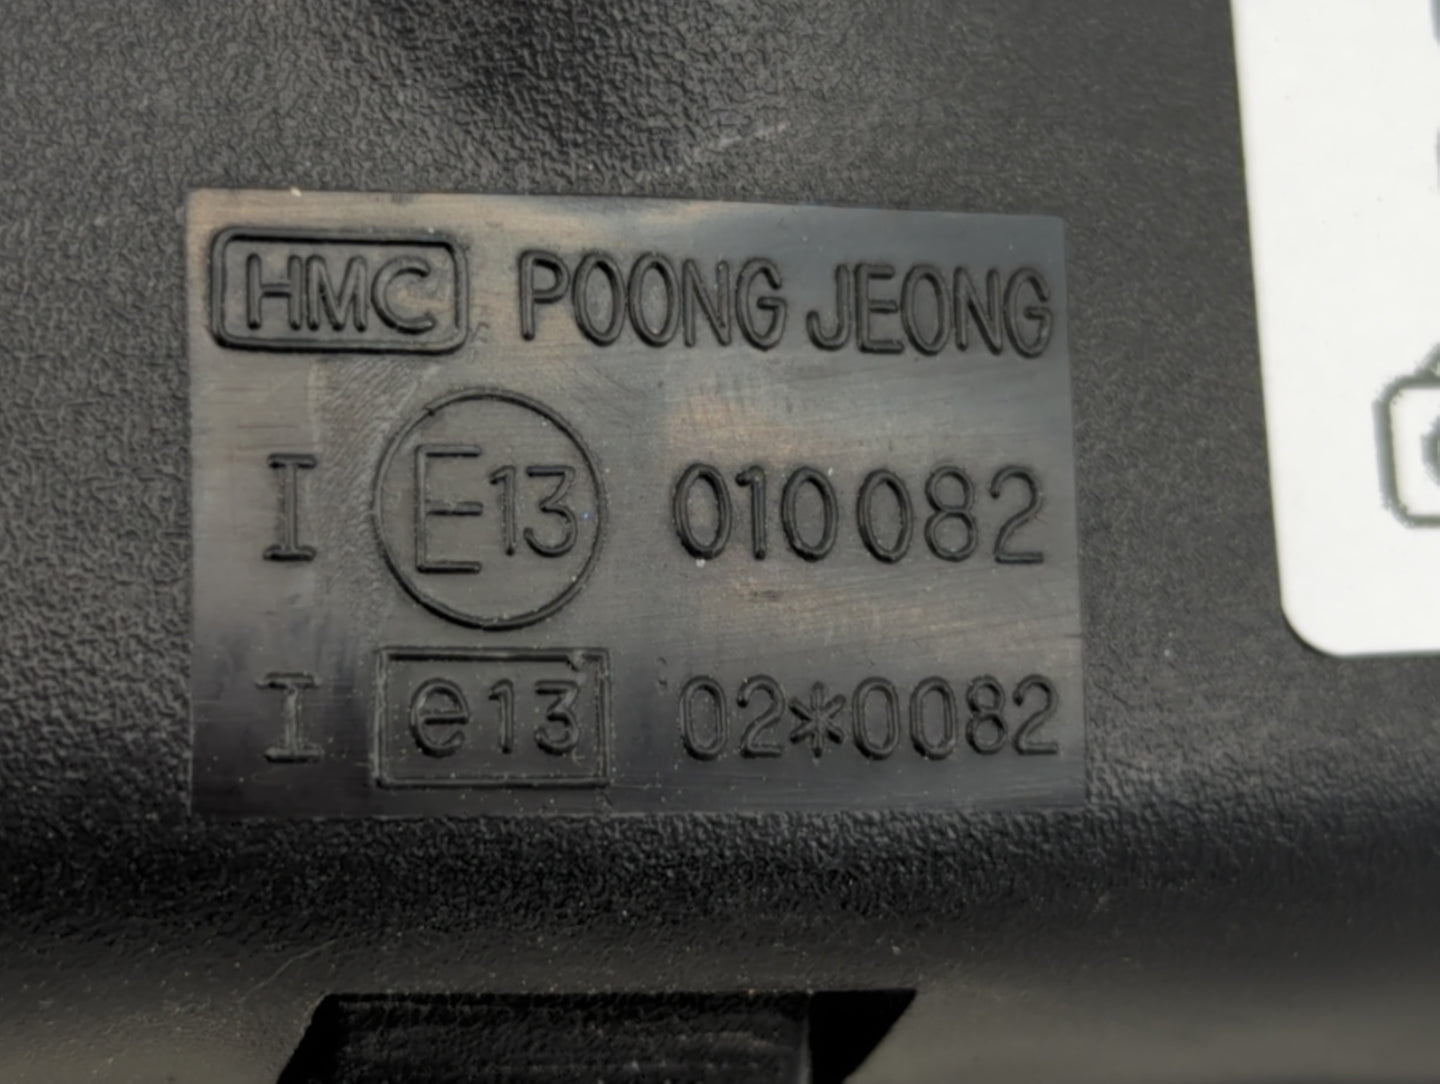 HMC POONG JEONG
I E13 010082
I e13 02*0082